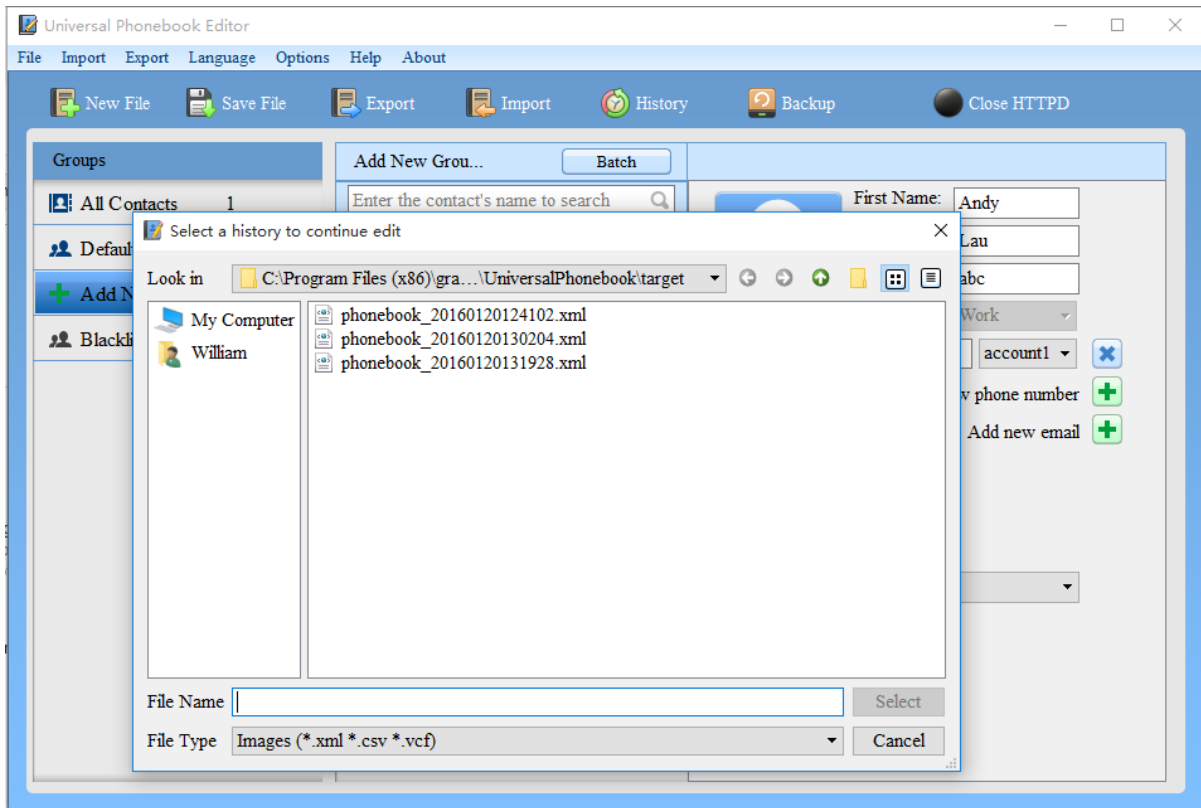 Universal Phonebook Editor
File Import Export Language Options Help About
New File Save File Export Import History Backup Close HTTPD
Groups
Add New Grou... Batch
All Contacts 1
Enter the contact's name to search
First Name: Andy
Select a history to continue edit
Default
Lau
Look in C:\Program Files (x86)\gra...\UniversalPhonebook\target
Add N
abc
My Computer
William
phonebook_20160120124102.xml
phonebook_20160120130204.xml
phonebook_20160120131928.xml
Work
Blackli
account1
phone number
Add new email
File Name
Select
File Type Images (*.xml *.csv *.vcf)
Cancel